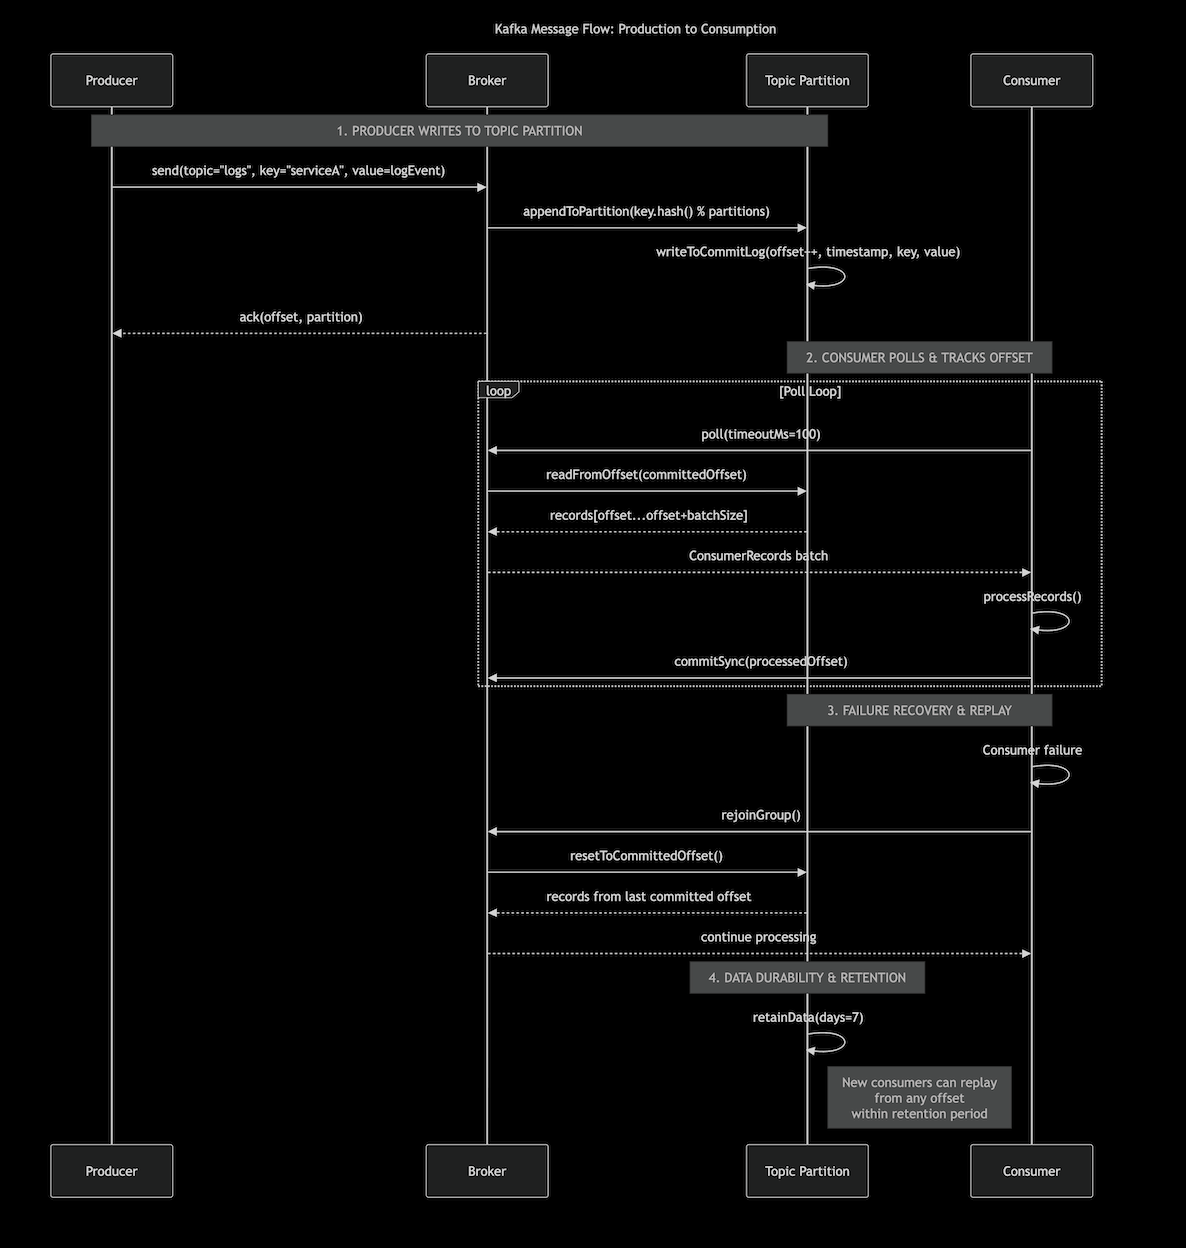 Kafka Message Flow: Production to Consumption
Producer
Broker
Topic Partition
Consumer
1. PRODUCER WRITES TO TOPIC PARTITION
send(topic="logs", key="serviceA", value=logEvent)
appendToPartition(key.hash() % partitions)
writeToCommitLog(offset++, timestamp, key, value)
ack(offset, partition)
2. CONSUMER POLLS & TRACKS OFFSET
loop
[Poll Loop]
poll(timeoutMs=100)
readFromOffset(committedOffset)
records[offset...offset+batchSize]
ConsumerRecords batch
processRecords()
commitSync(processedOffset)
3. FAILURE RECOVERY & REPLAY
Consumer failure
rejoinGroup()
resetToCommittedOffset()
records from last committed offset
continue processing
4. DATA DURABILITY & RETENTION
retainData(days=7)
New consumers can replay
from any offset
within retention period
Producer
Broker
Topic Partition
Consumer